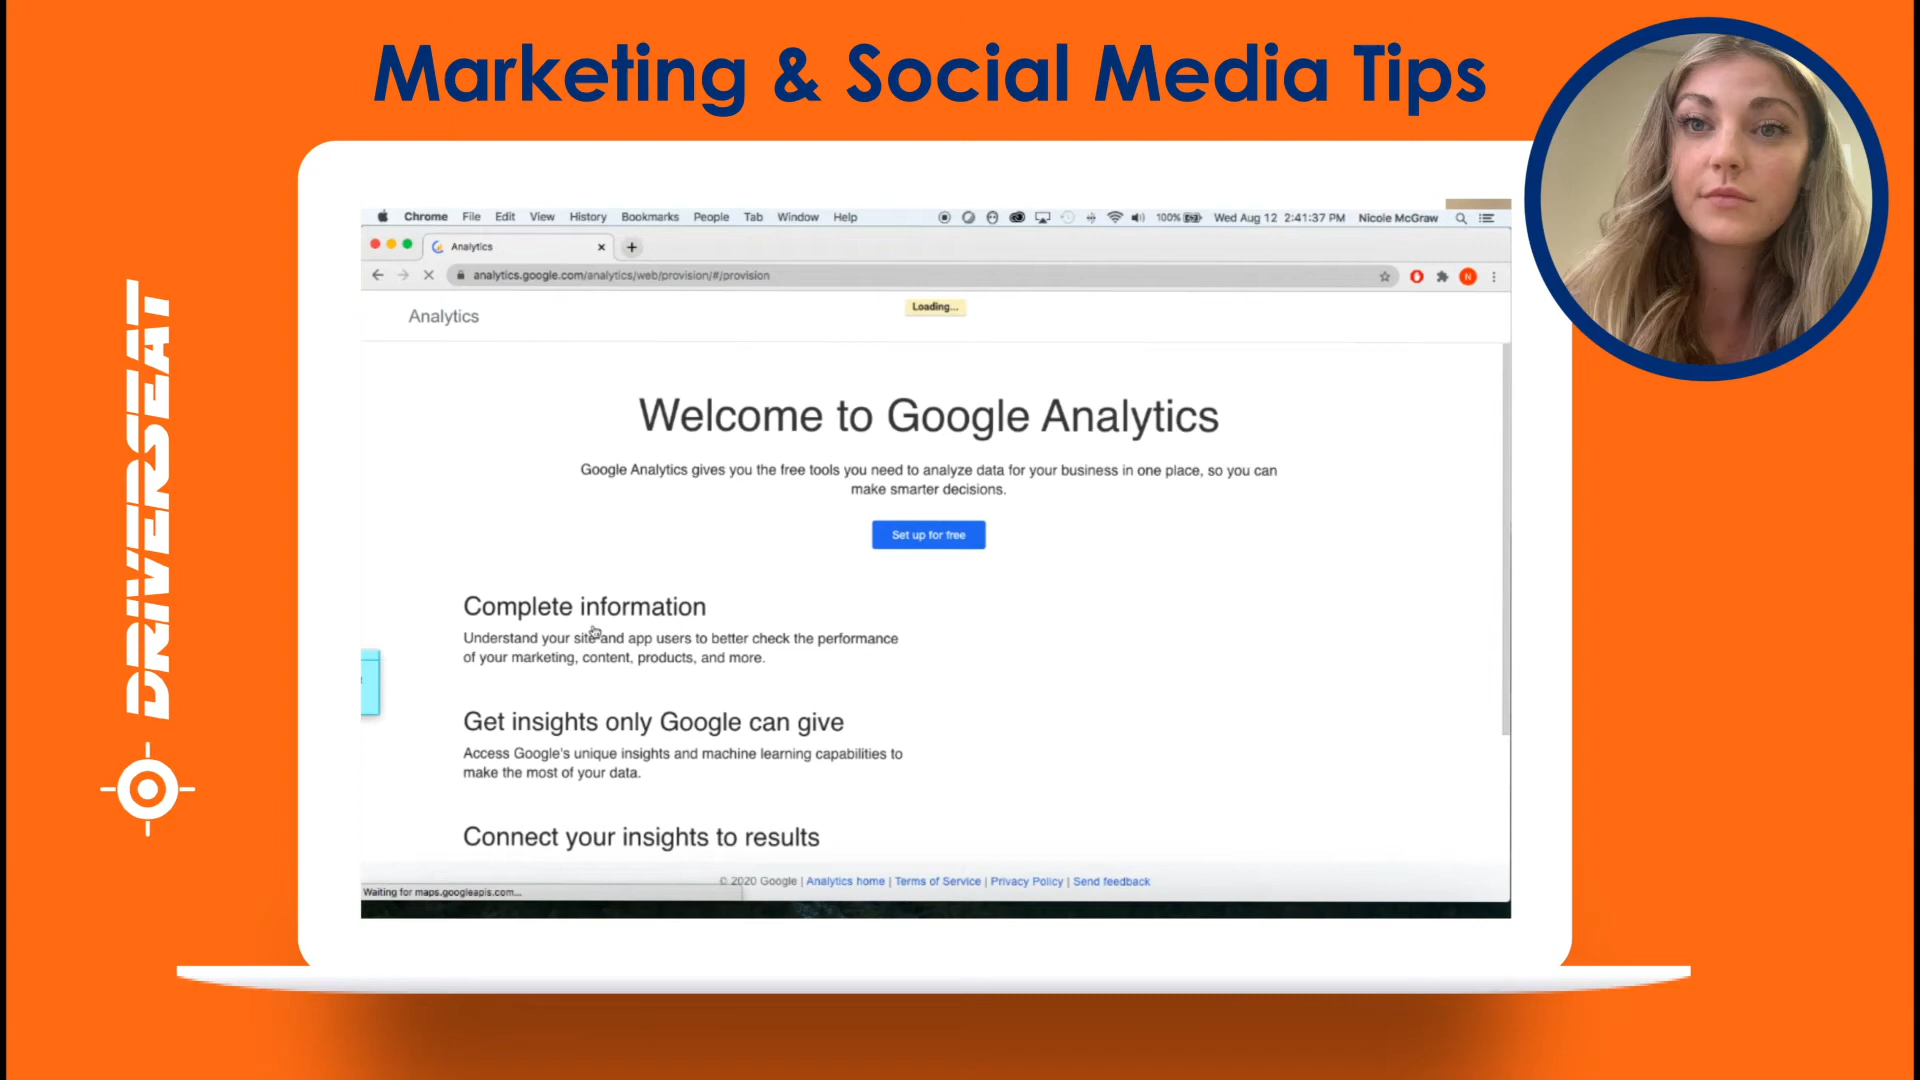 Marketing & Social Media Tips
DRIVERSEAT
Chrome File Edit View History Bookmarks People Tab Window Help 100% Wed Aug 12 2:41:37 PM Nicole McGraw
Analytics
analytics.google.com/analytics/web/provision/#/provision
N
Analytics
Loading...
Welcome to Google Analytics
Google Analytics gives you the free tools you need to analyze data for your business in one place, so you can
make smarter decisions.
Set up for free
Complete information
Understand your site and app users to better check the performance
of your marketing, content, products, and more.
Get insights only Google can give
Access Google's unique insights and machine learning capabilities to
make the most of your data.
Connect your insights to results
© 2020 Google | Analytics home | Terms of Service | Privacy Policy | Send feedback
Waiting for maps.googleapis.com...